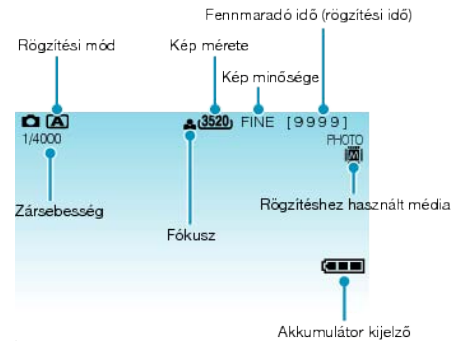 Fennmaradó idő (rögzítési idő)
Rögzítési mód
Kép mérete
Kép minősége
A 3520 FINE [9999]
1/4000
PHOTO
M
Zársebesség
Rögzítéshez használt média
Fókusz
Akkumulátor kijelző